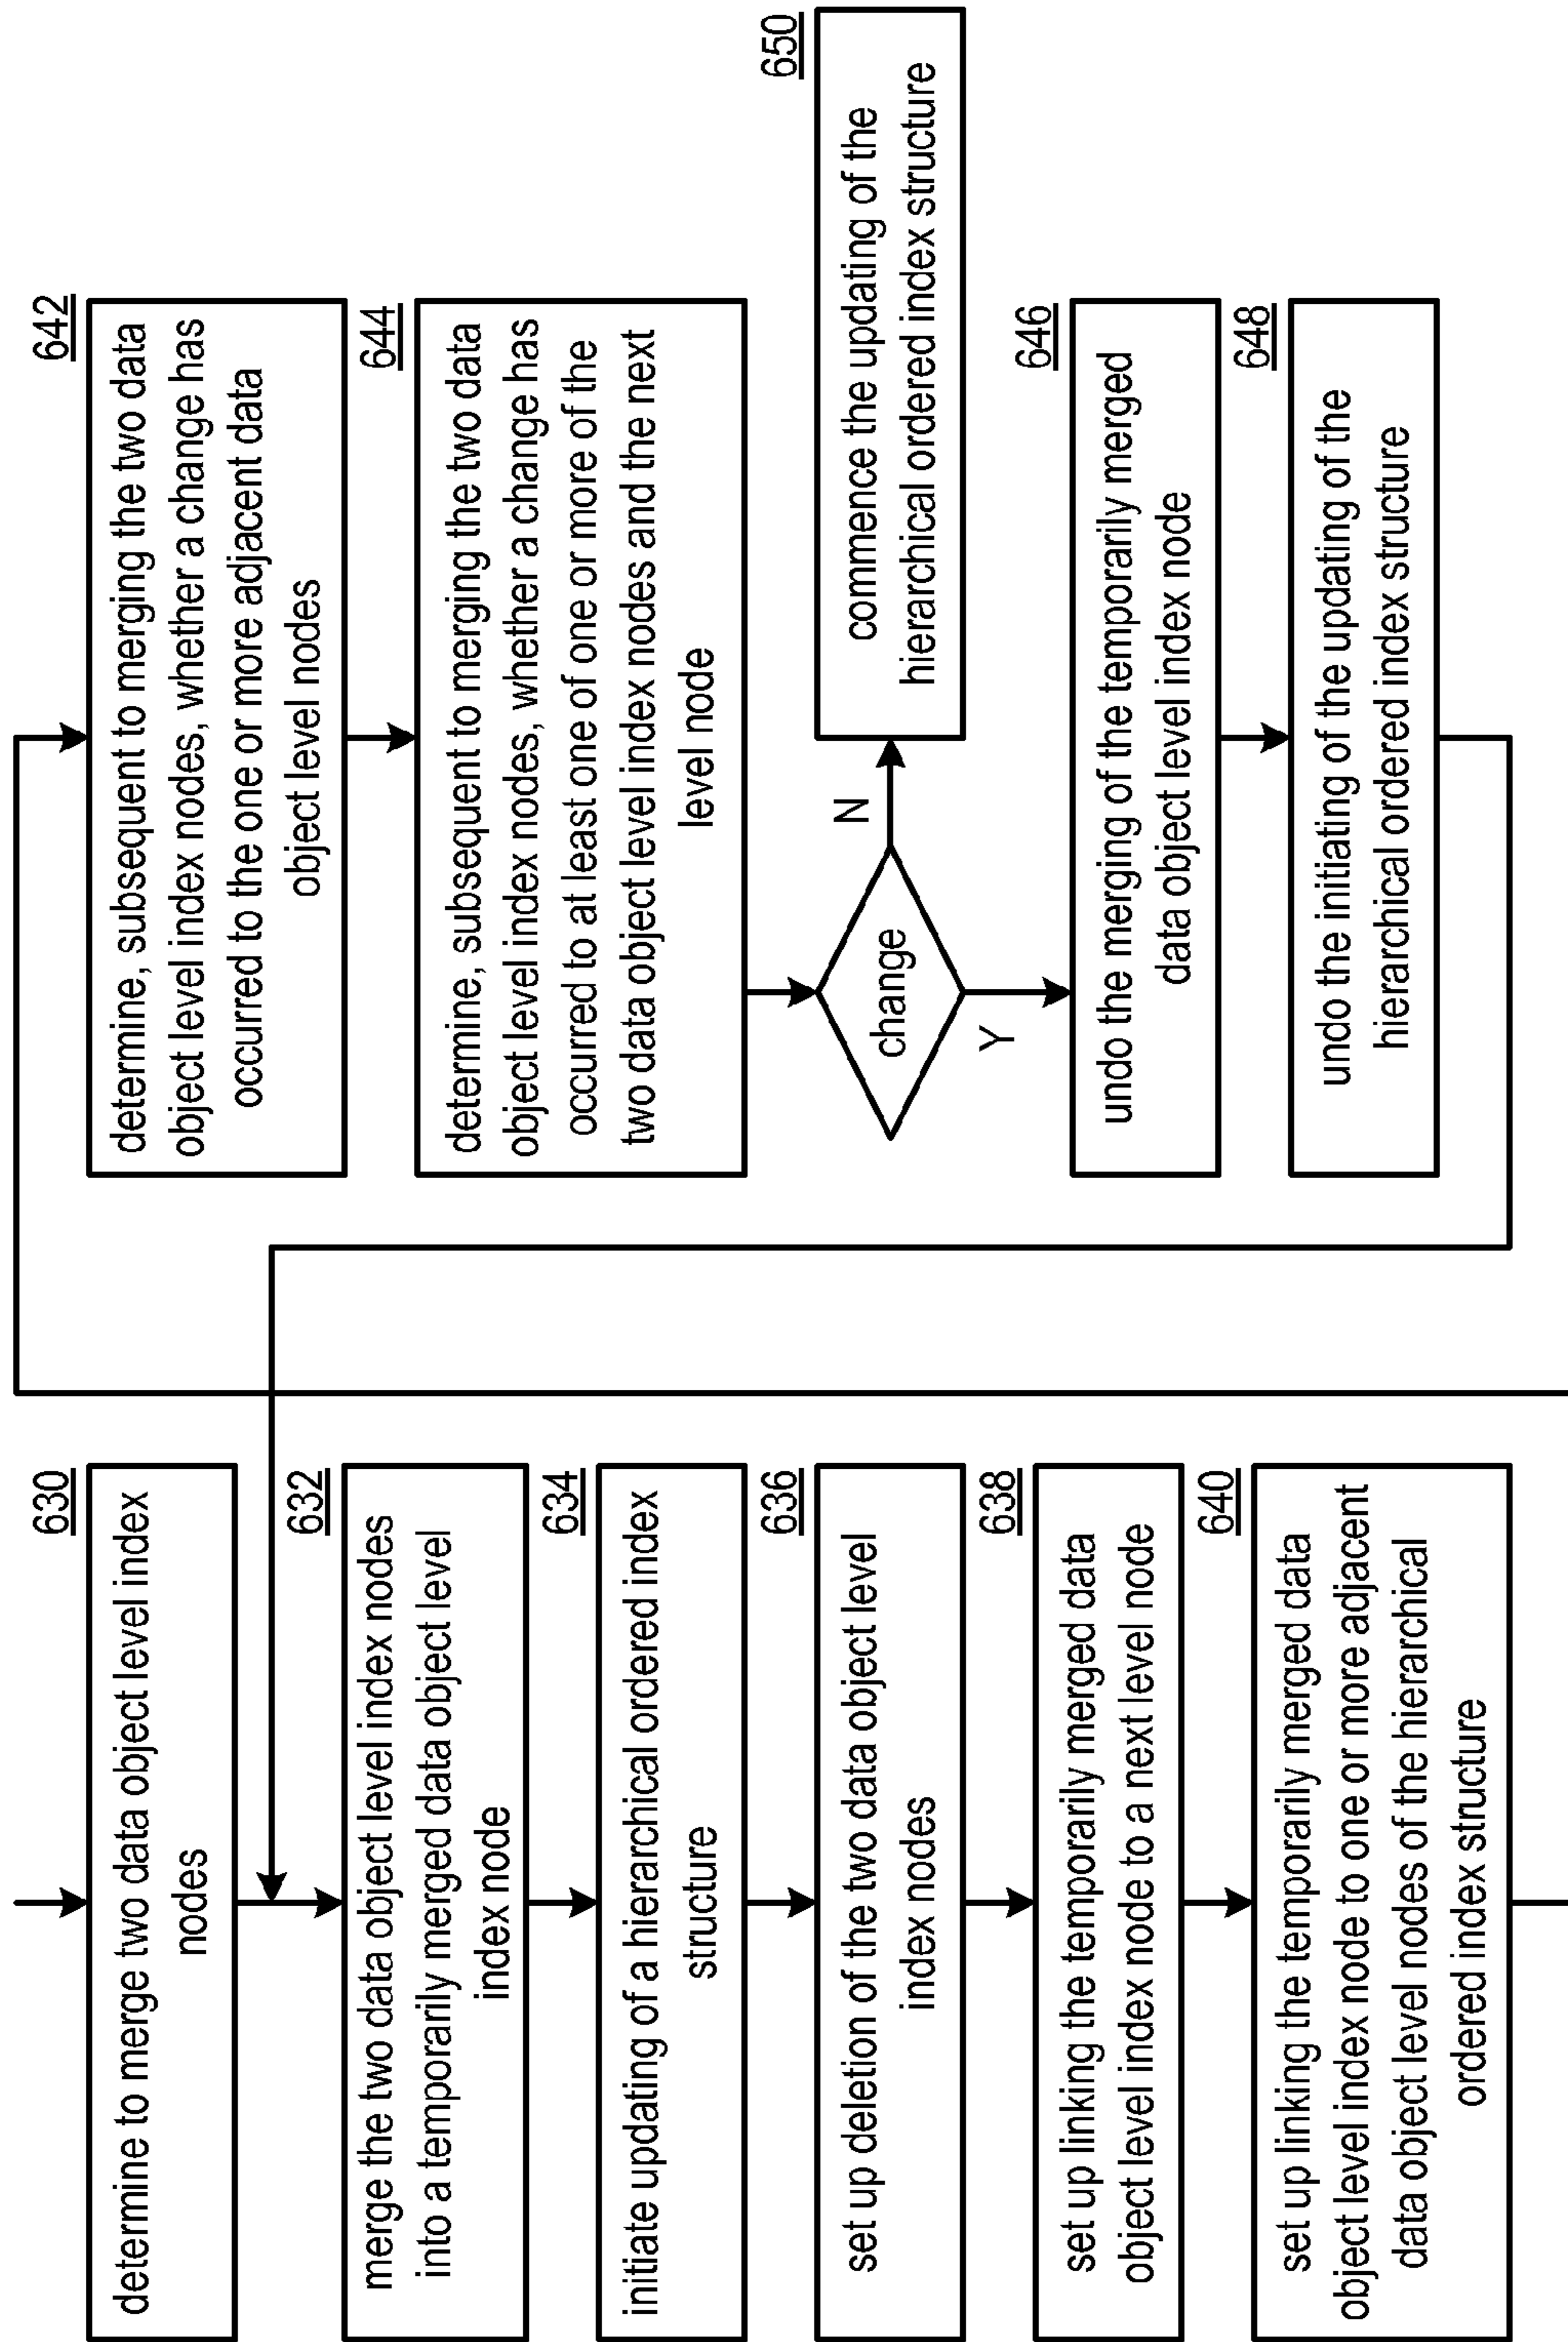 630
determine to merge two data object level index
nodes
632
merge the two data object level index nodes
into a temporarily merged data object level
index node
634
initiate updating of a hierarchical ordered index
structure
636
set up deletion of the two data object level
index nodes
638
set up linking the temporarily merged data
object level index node to a next level node
640
set up linking the temporarily merged data
object level index node to one or more adjacent
data object level nodes of the hierarchical
ordered index structure
642
determine, subsequent to merging the two data
object level index nodes, whether a change has
occurred to the one or more adjacent data
object level nodes
644
determine, subsequent to merging the two data
object level index nodes, whether a change has
occurred to at least one of one or more of the
two data object level index nodes and the next
level node
change
N
Y
650
commence the updating of the
hierarchical ordered index structure
646
undo the merging of the temporarily merged
data object level index node
648
undo the initiating of the updating of the
hierarchical ordered index structure